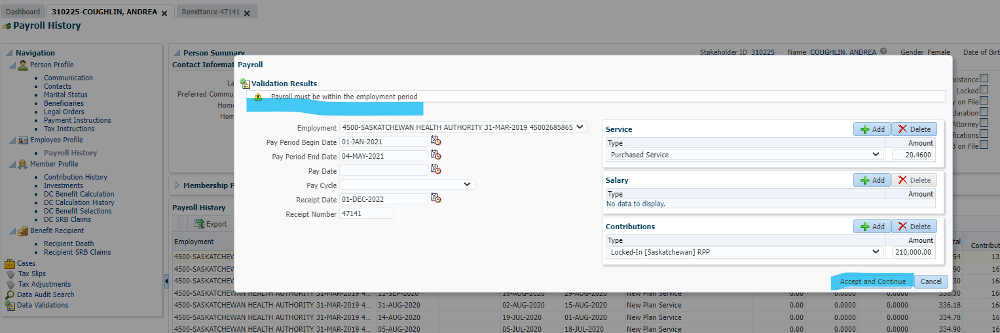 Dashboard
310225-COUGHLIN, ANDREA
Remittance-47141
Payroll History
Navigation
Person Profile
Communication
Contacts
Marital Status
Beneficiaries
Legal Orders
Payment Instructions
Tax Instructions
Employee Profile
Payroll History
Member Profile
Contribution History
Investments
DC Benefit Calculation
DC Calculation History
DC Benefit Selections
DC SRB Claims
Benefit Recipient
Recipient Death
Recipient SRB Claims
Cases
Tax Slips
Tax Adjustments
Data Audit Search
Data Validations
Person Summary
Stakeholder ID 310225 Name COUGHLIN, ANDREA Gender Female Date of Birt
Contact Informat
La
Preferred Commu
Home
Ho
xistence
Locked
y on File
laration
Attorney
ifications
B on File
Membership P
Payroll
Validation Results
Payroll must be within the employment period
Employment 4500-SASKATCHEWAN HEALTH AUTHORITY 31-MAR-2019 45002685865
Pay Period Begin Date 01-JAN-2021
Pay Period End Date 04-MAY-2021
Pay Date
Pay Cycle
Receipt Date 01-DEC-2022
Receipt Number 47141
Service Add Delete
Type Amount
Purchased Service 20.4600
Salary Add Delete
Type Amount
No data to display.
Contributions Add Delete
Type Amount
Locked-In [Saskatchewan] RPP 210,000.00
Accept and Continue Cancel
Payroll History
Export
Employment tal Contribut
4500-SASKATCHEW .54 13
4500-SASKATCHEW .90 16
4500-SASKATCHEW .30 16
4500-SASKATCHEWAN HEALTH AUTHORITY 31-MAR-2019 4... 11-SEP-2020 16-AUG-2020 29-AUG-2020 New Plan Service 0.00 0.0000 0.0000 336.30 16
4500-SASKATCHEWAN HEALTH AUTHORITY 31-MAR-2019 4... 31-AUG-2020 02-AUG-2020 15-AUG-2020 New Plan Service 0.00 0.0000 0.0000 336.18 16
4500-SASKATCHEWAN HEALTH AUTHORITY 31-MAR-2019 4... 14-AUG-2020 19-JUL-2020 01-AUG-2020 New Plan Service 0.00 0.0000 0.0000 334.78 16
4500-SASKATCHEWAN HEALTH AUTHORITY 31-MAR-2019 4... 05-AUG-2020 05-JUL-2020 18-JUL-2020 New Plan Service 0.00 0.0000 0.0000 334.90 16